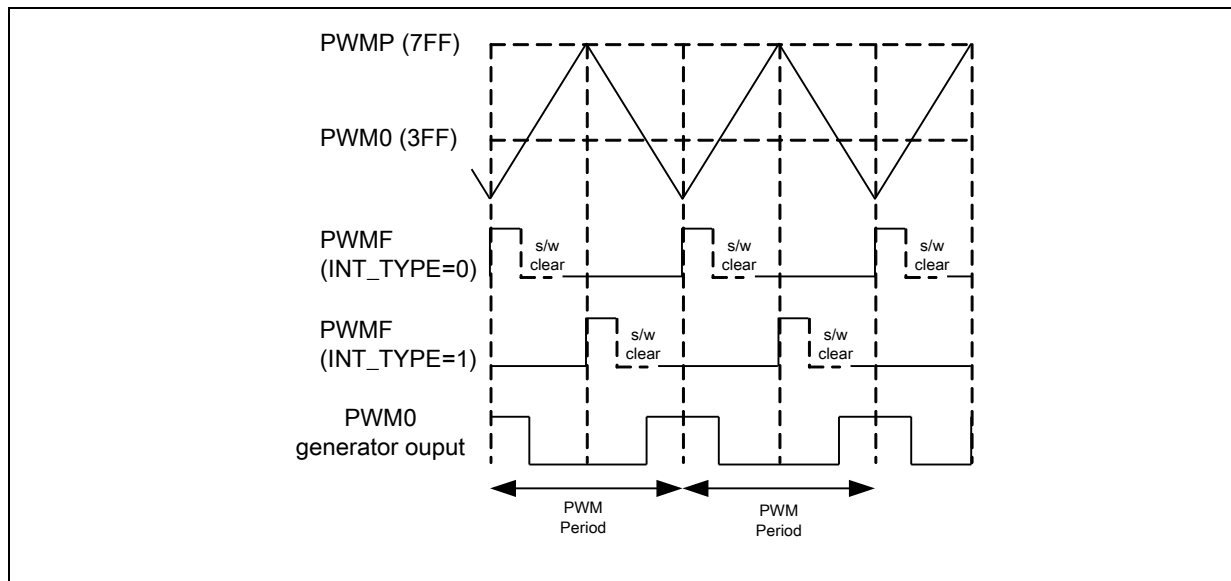 PWMP (7FF)
PWM0 (3FF)
PWMF
(INT_TYPE=0)
s/w
clear
s/w
clear
s/w
clear
PWMF
(INT_TYPE=1)
s/w
clear
s/w
clear
PWM0
generator ouput
PWM
Period
PWM
Period